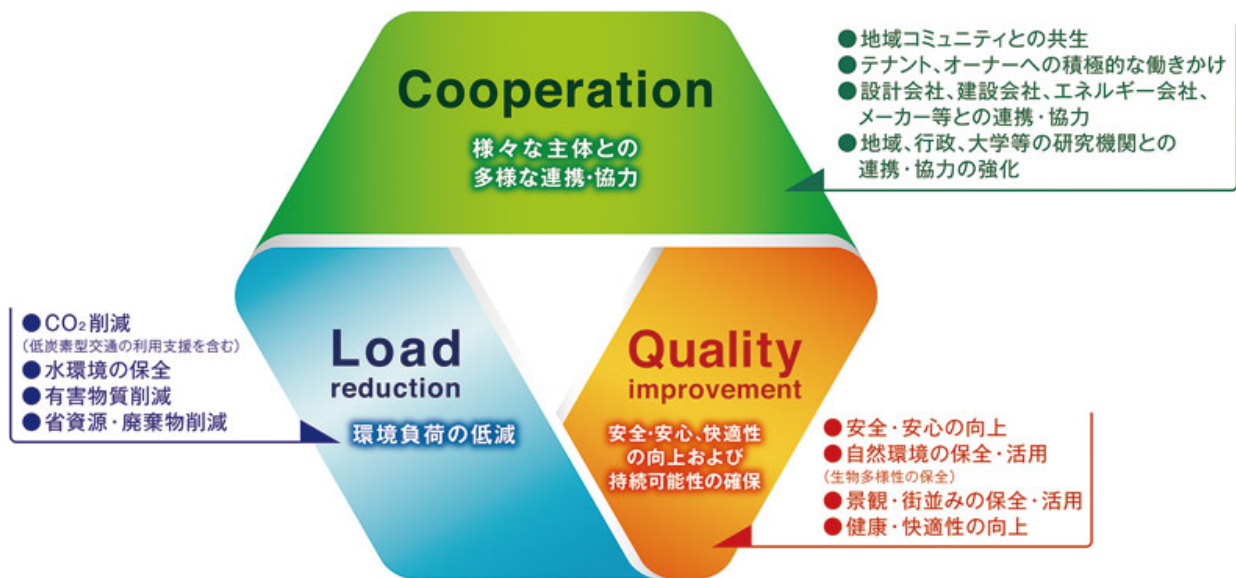 Cooperation
様々な主体との
多様な連携・協力
●地域コミュニティとの共生
●テナント、オーナーへの積極的な働きかけ
●設計会社、建設会社、エネルギー会社、
メーカー等との連携・協力
●地域、行政、大学等の研究機関との
連携・協力の強化
Load
reduction
環境負荷の低減
●CO₂削減
(低炭素型交通の利用支援を含む)
●水環境の保全
●有害物質削減
●省資源・廃棄物削減
Quality
improvement
安全・安心、快適性
の向上および
持続可能性の確保
●安全・安心の向上
●自然環境の保全・活用
(生物多様性の保全)
●景観・街並みの保全・活用
●健康・快適性の向上